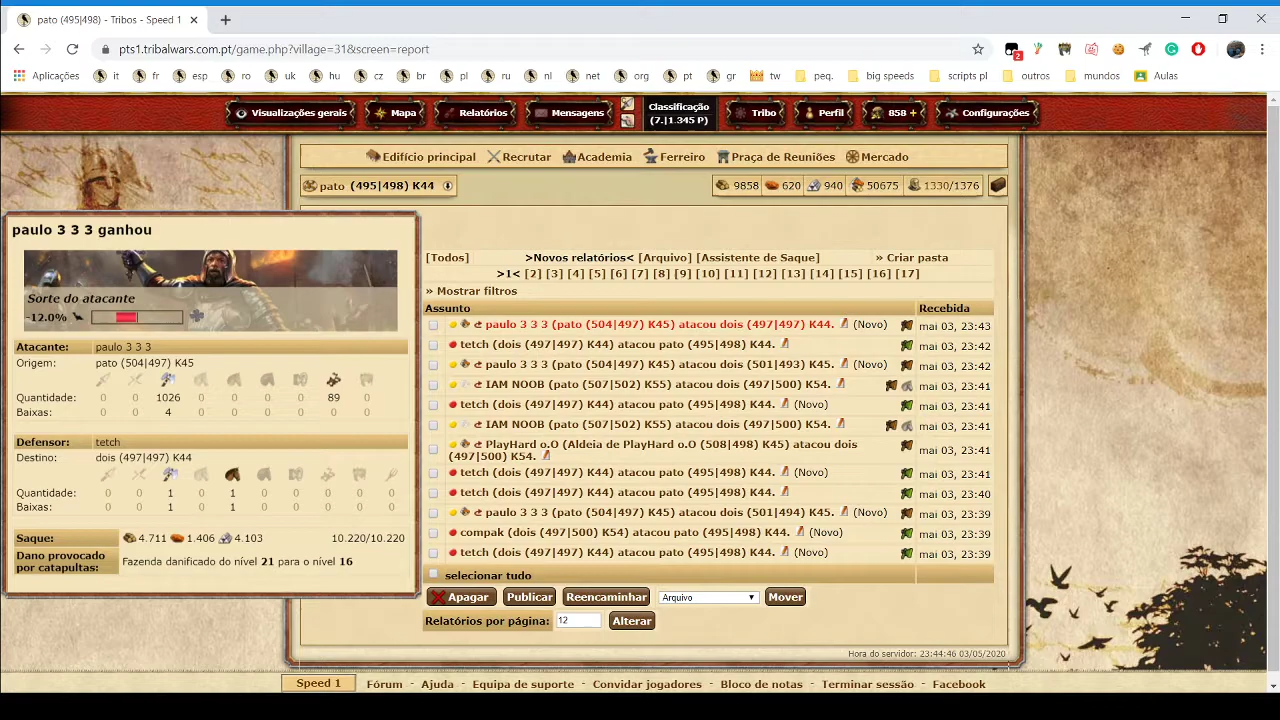 pato (495|498) - Tribos - Speed 1
pts1.tribalwars.com.pt/game.php?village=31&screen=report
2
Aplicações it fr esp ro uk hu cz br pl ru nl net org pt gr tw peq. big speeds scripts pl outros mundos Aulas
Visualizações gerais Mapa Relatórios Mensagens Classificação (7.|1.345 P) Tribo Perfil 858 + Configurações
Edifício principal Recrutar Academia Ferreiro Praça de Reuniões Mercado
pato (495|498) K44 9858 620 940 50675 1330/1376
paulo 3 3 3 ganhou
Sorte do atacante
-12.0%
Atacante: paulo 3 3 3
Origem: pato (504|497) K45
Quantidade: 0 0 1026 0 0 0 0 89 0
Baixas: 0 0 4 0 0 0 0 0 0
Defensor: tetch
Destino: dois (497|497) K44
Quantidade: 0 0 1 0 1 0 0 0 0 0
Baixas: 0 0 1 0 1 0 0 0 0 0
Saque: 4.711 1.406 4.103 10.220/10.220
Dano provocado por catapultas: Fazenda danificado do nível 21 para o nível 16
[Todos] >Novos relatórios< [Arquivo] [Assistente de Saque] » Criar pasta
>1< [2] [3] [4] [5] [6] [7] [8] [9] [10] [11] [12] [13] [14] [15] [16] [17]
» Mostrar filtros
Assunto Recebida
paulo 3 3 3 (pato (504|497) K45) atacou dois (497|497) K44. (Novo) mai 03, 23:43
tetch (dois (497|497) K44) atacou pato (495|498) K44. mai 03, 23:42
paulo 3 3 3 (pato (504|497) K45) atacou dois (501|493) K45. (Novo) mai 03, 23:42
IAM NOOB (pato (507|502) K55) atacou dois (497|500) K54. mai 03, 23:41
tetch (dois (497|497) K44) atacou pato (495|498) K44. (Novo) mai 03, 23:41
IAM NOOB (pato (507|502) K55) atacou dois (497|500) K54. mai 03, 23:41
PlayHard o.O (Aldeia de PlayHard o.O (508|498) K45) atacou dois
(497|500) K54. mai 03, 23:41
tetch (dois (497|497) K44) atacou pato (495|498) K44. (Novo) mai 03, 23:41
tetch (dois (497|497) K44) atacou pato (495|498) K44. mai 03, 23:40
paulo 3 3 3 (pato (504|497) K45) atacou dois (501|494) K45. (Novo) mai 03, 23:39
compak (dois (497|500) K54) atacou pato (495|498) K44. (Novo) mai 03, 23:39
tetch (dois (497|497) K44) atacou pato (495|498) K44. (Novo) mai 03, 23:39
selecionar tudo
Apagar Publicar Reencaminhar Arquivo Mover
Relatórios por página: 12 Alterar
Hora do servidor: 23:44:46 03/05/2020
Speed 1 Fórum - Ajuda - Equipa de suporte - Convidar jogadores - Bloco de notas - Terminar sessão - Facebook